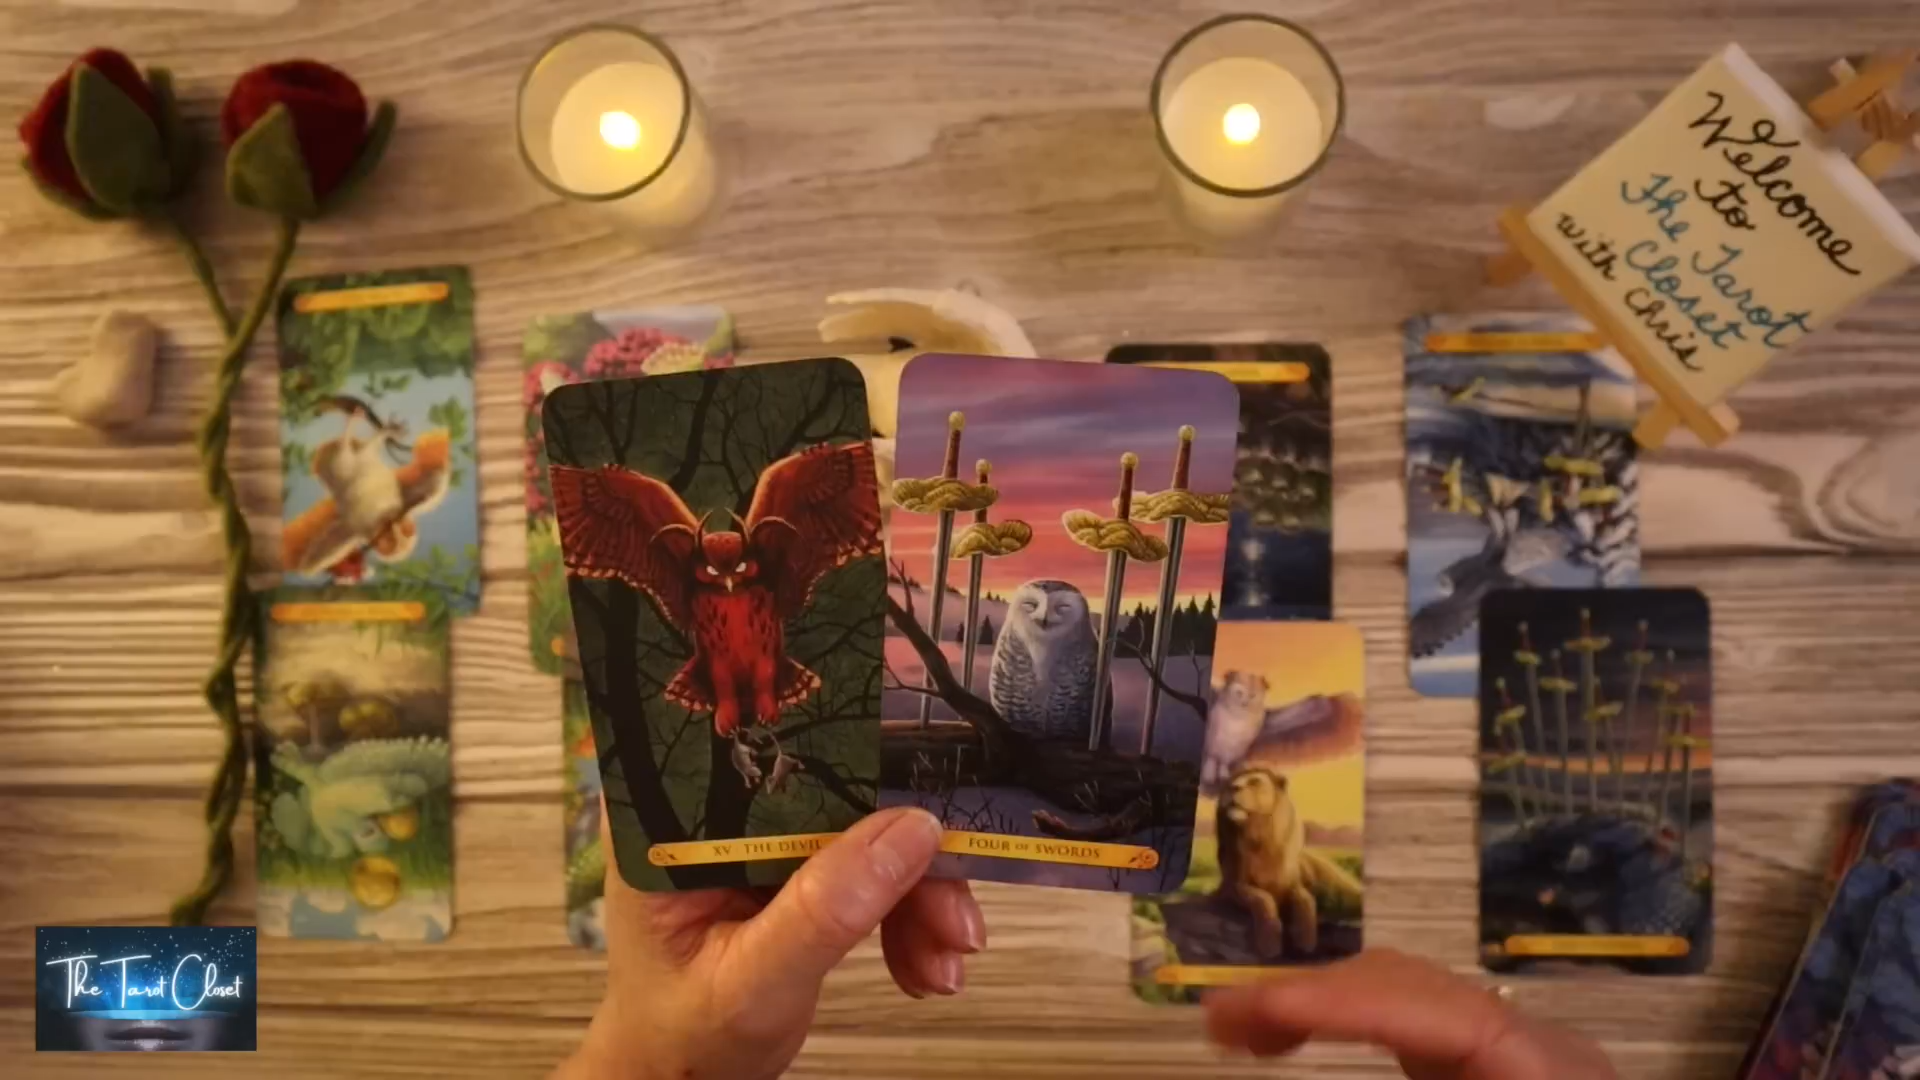 Welcome
to
The Tarot
Closet
with Chris
XV THE DEVIL
FOUR OF SWORDS
The Tarot Closet